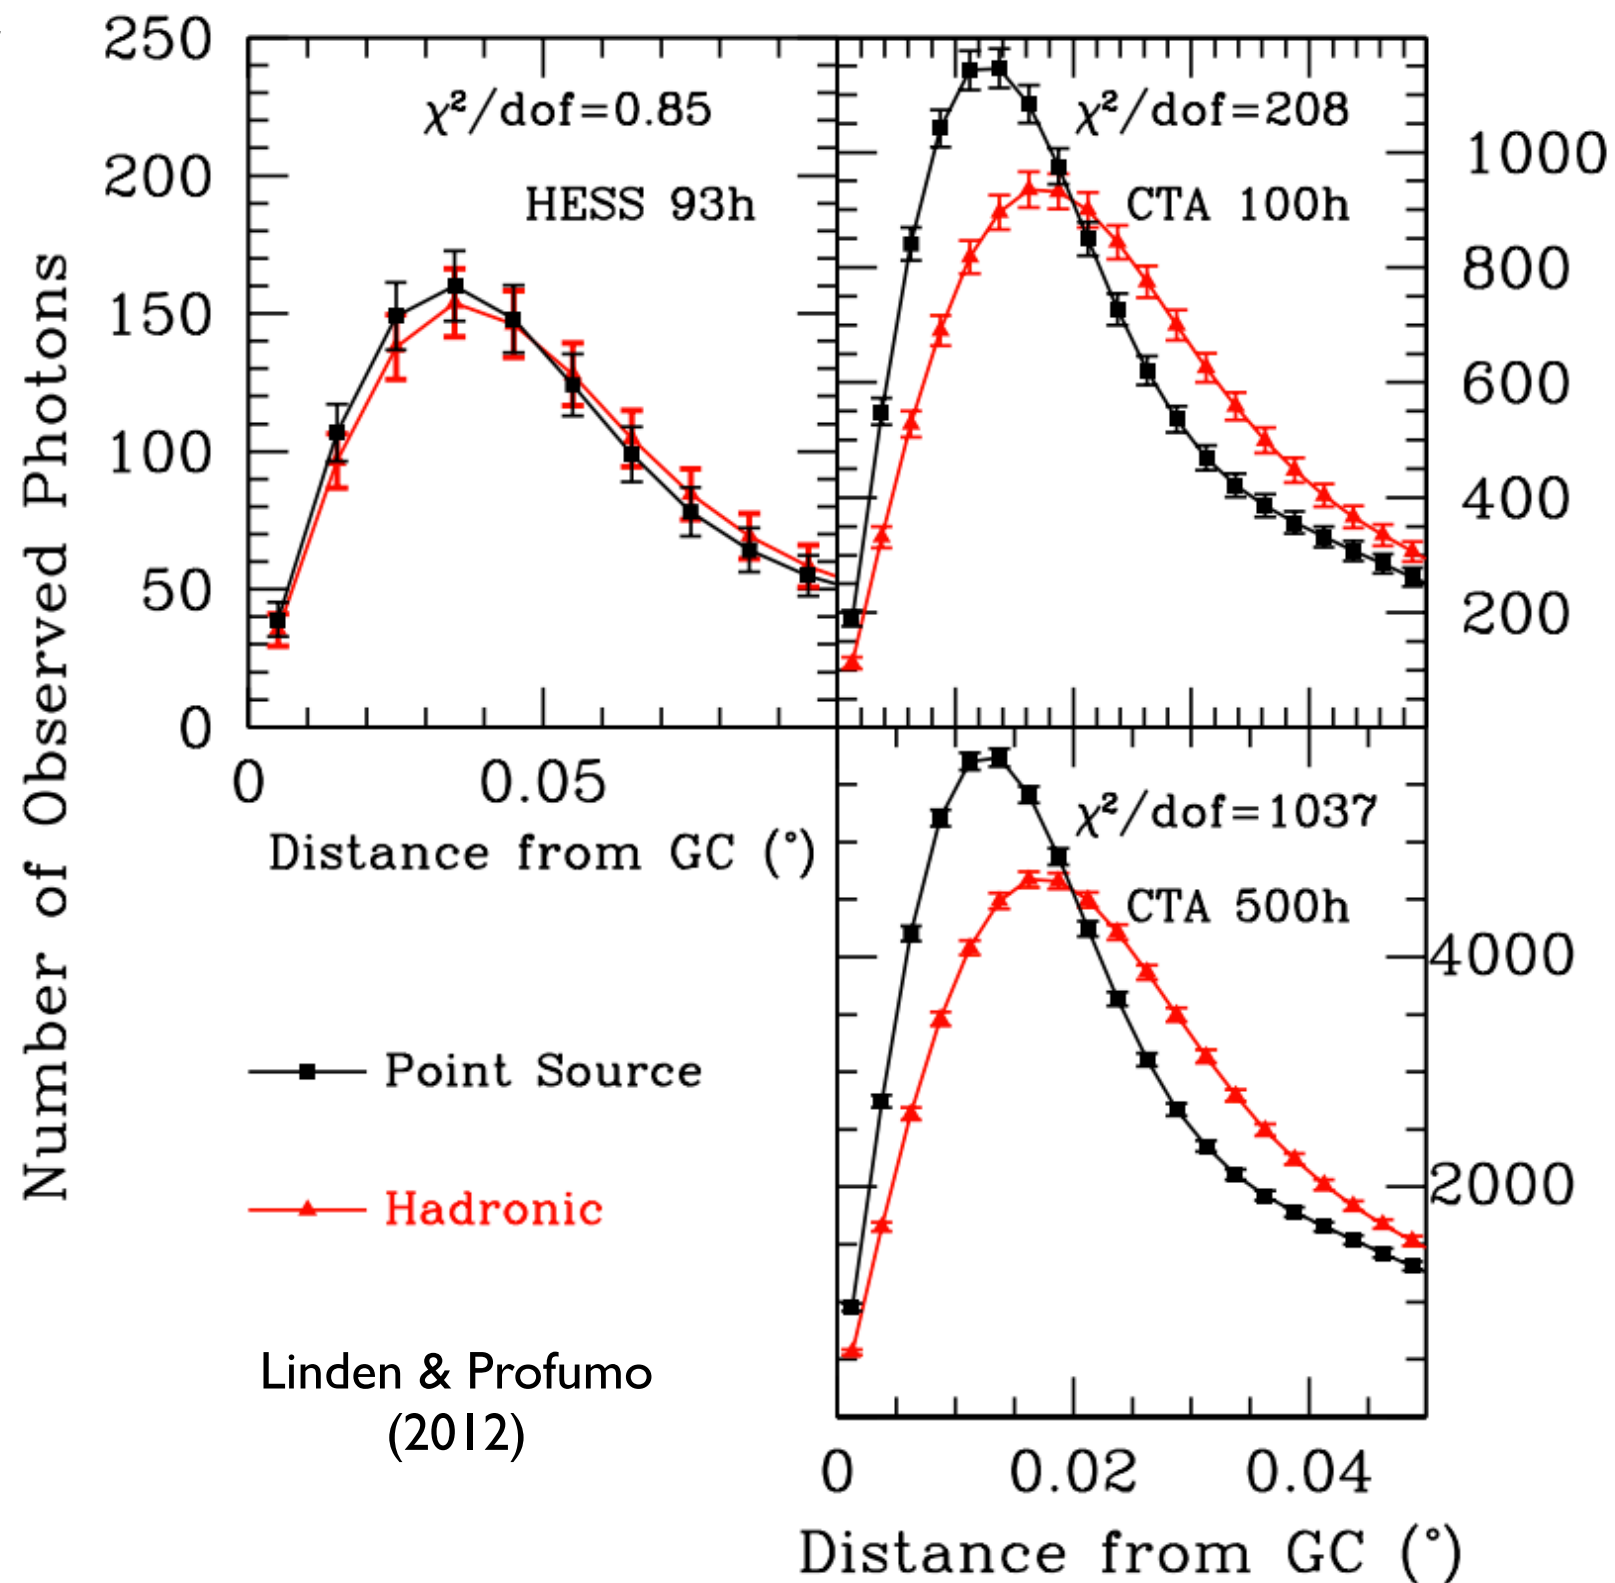 Number of Observed Photons
250
200
150
100
50
0
χ²/dof=0.85
HESS 93h
0 0.05
Distance from GC (°)
χ²/dof=208
CTA 100h
1000
800
600
400
200
χ²/dof=1037
CTA 500h
4000
2000
0 0.02 0.04
Distance from GC (°)
Point Source
Hadronic
Linden & Profumo
(2012)